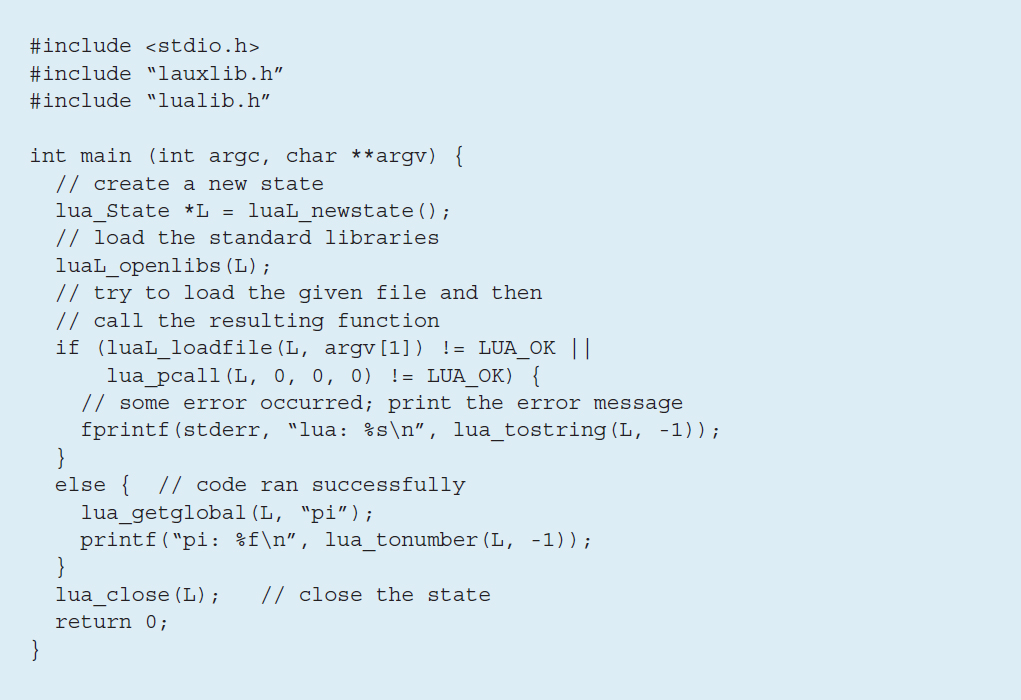 #include <stdio.h>
#include “lauxlib.h”
#include “lualib.h”

int main (int argc, char **argv) {
  // create a new state
  lua_State *L = luaL_newstate();
  // load the standard libraries
  luaL_openlibs(L);
  // try to load the given file and then
  // call the resulting function
  if (luaL_loadfile(L, argv[1]) != LUA_OK ||
      lua_pcall(L, 0, 0, 0) != LUA_OK) {
    // some error occurred; print the error message
    fprintf(stderr, “lua: %s\n”, lua_tostring(L, -1));
  }
  else {  // code ran successfully
    lua_getglobal(L, “pi”);
    printf(“pi: %f\n”, lua_tonumber(L, -1));
  }
  lua_close(L);   // close the state
  return 0;
}